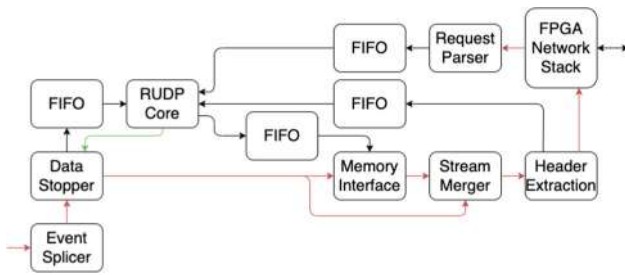 FIFO
Request
Parser
FPGA
Network
Stack
FIFO
RUDP
Core
FIFO
FIFO
Data
Stopper
Memory
Interface
Stream
Merger
Header
Extraction
Event
Splicer